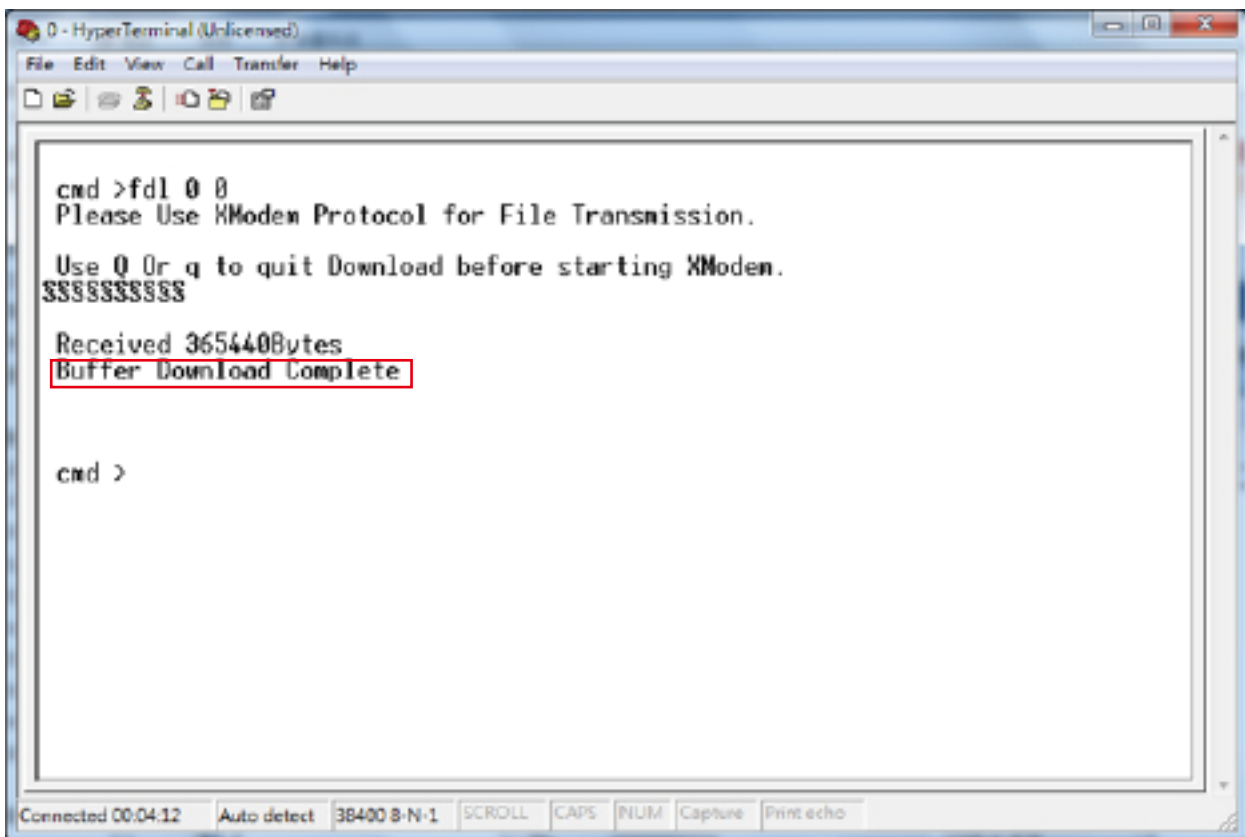 0 - HyperTerminal (Unlicensed)
File Edit View Call Transfer Help
cmd >fdl 0 0
Please Use XModem Protocol for File Transmission.
Use Q Or q to quit Download before starting XModem.
§§§§§§§§§§
Received 365440Bytes
Buffer Download Complete
cmd >
Connected 00:04:12 Auto detect 38400 8-N-1 SCROLL CAPS NUM Capture Print echo